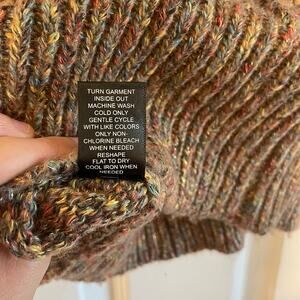 TURN GARMENT
INSIDE OUT
MACHINE WASH
COLD ONLY
GENTLE CYCLE
WITH LIKE COLORS
ONLY NON-
CHLORINE BLEACH
WHEN NEEDED
RESHAPE
FLAT TO DRY
COOL IRON WHEN
NEEDED